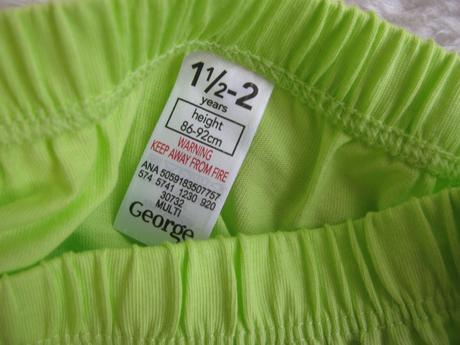 1½-2
years
height
86-92cm
WARNING
KEEP AWAY FROM FIRE
ANA 5059183507757
574 5741 1230 920
30732
MULTI
George